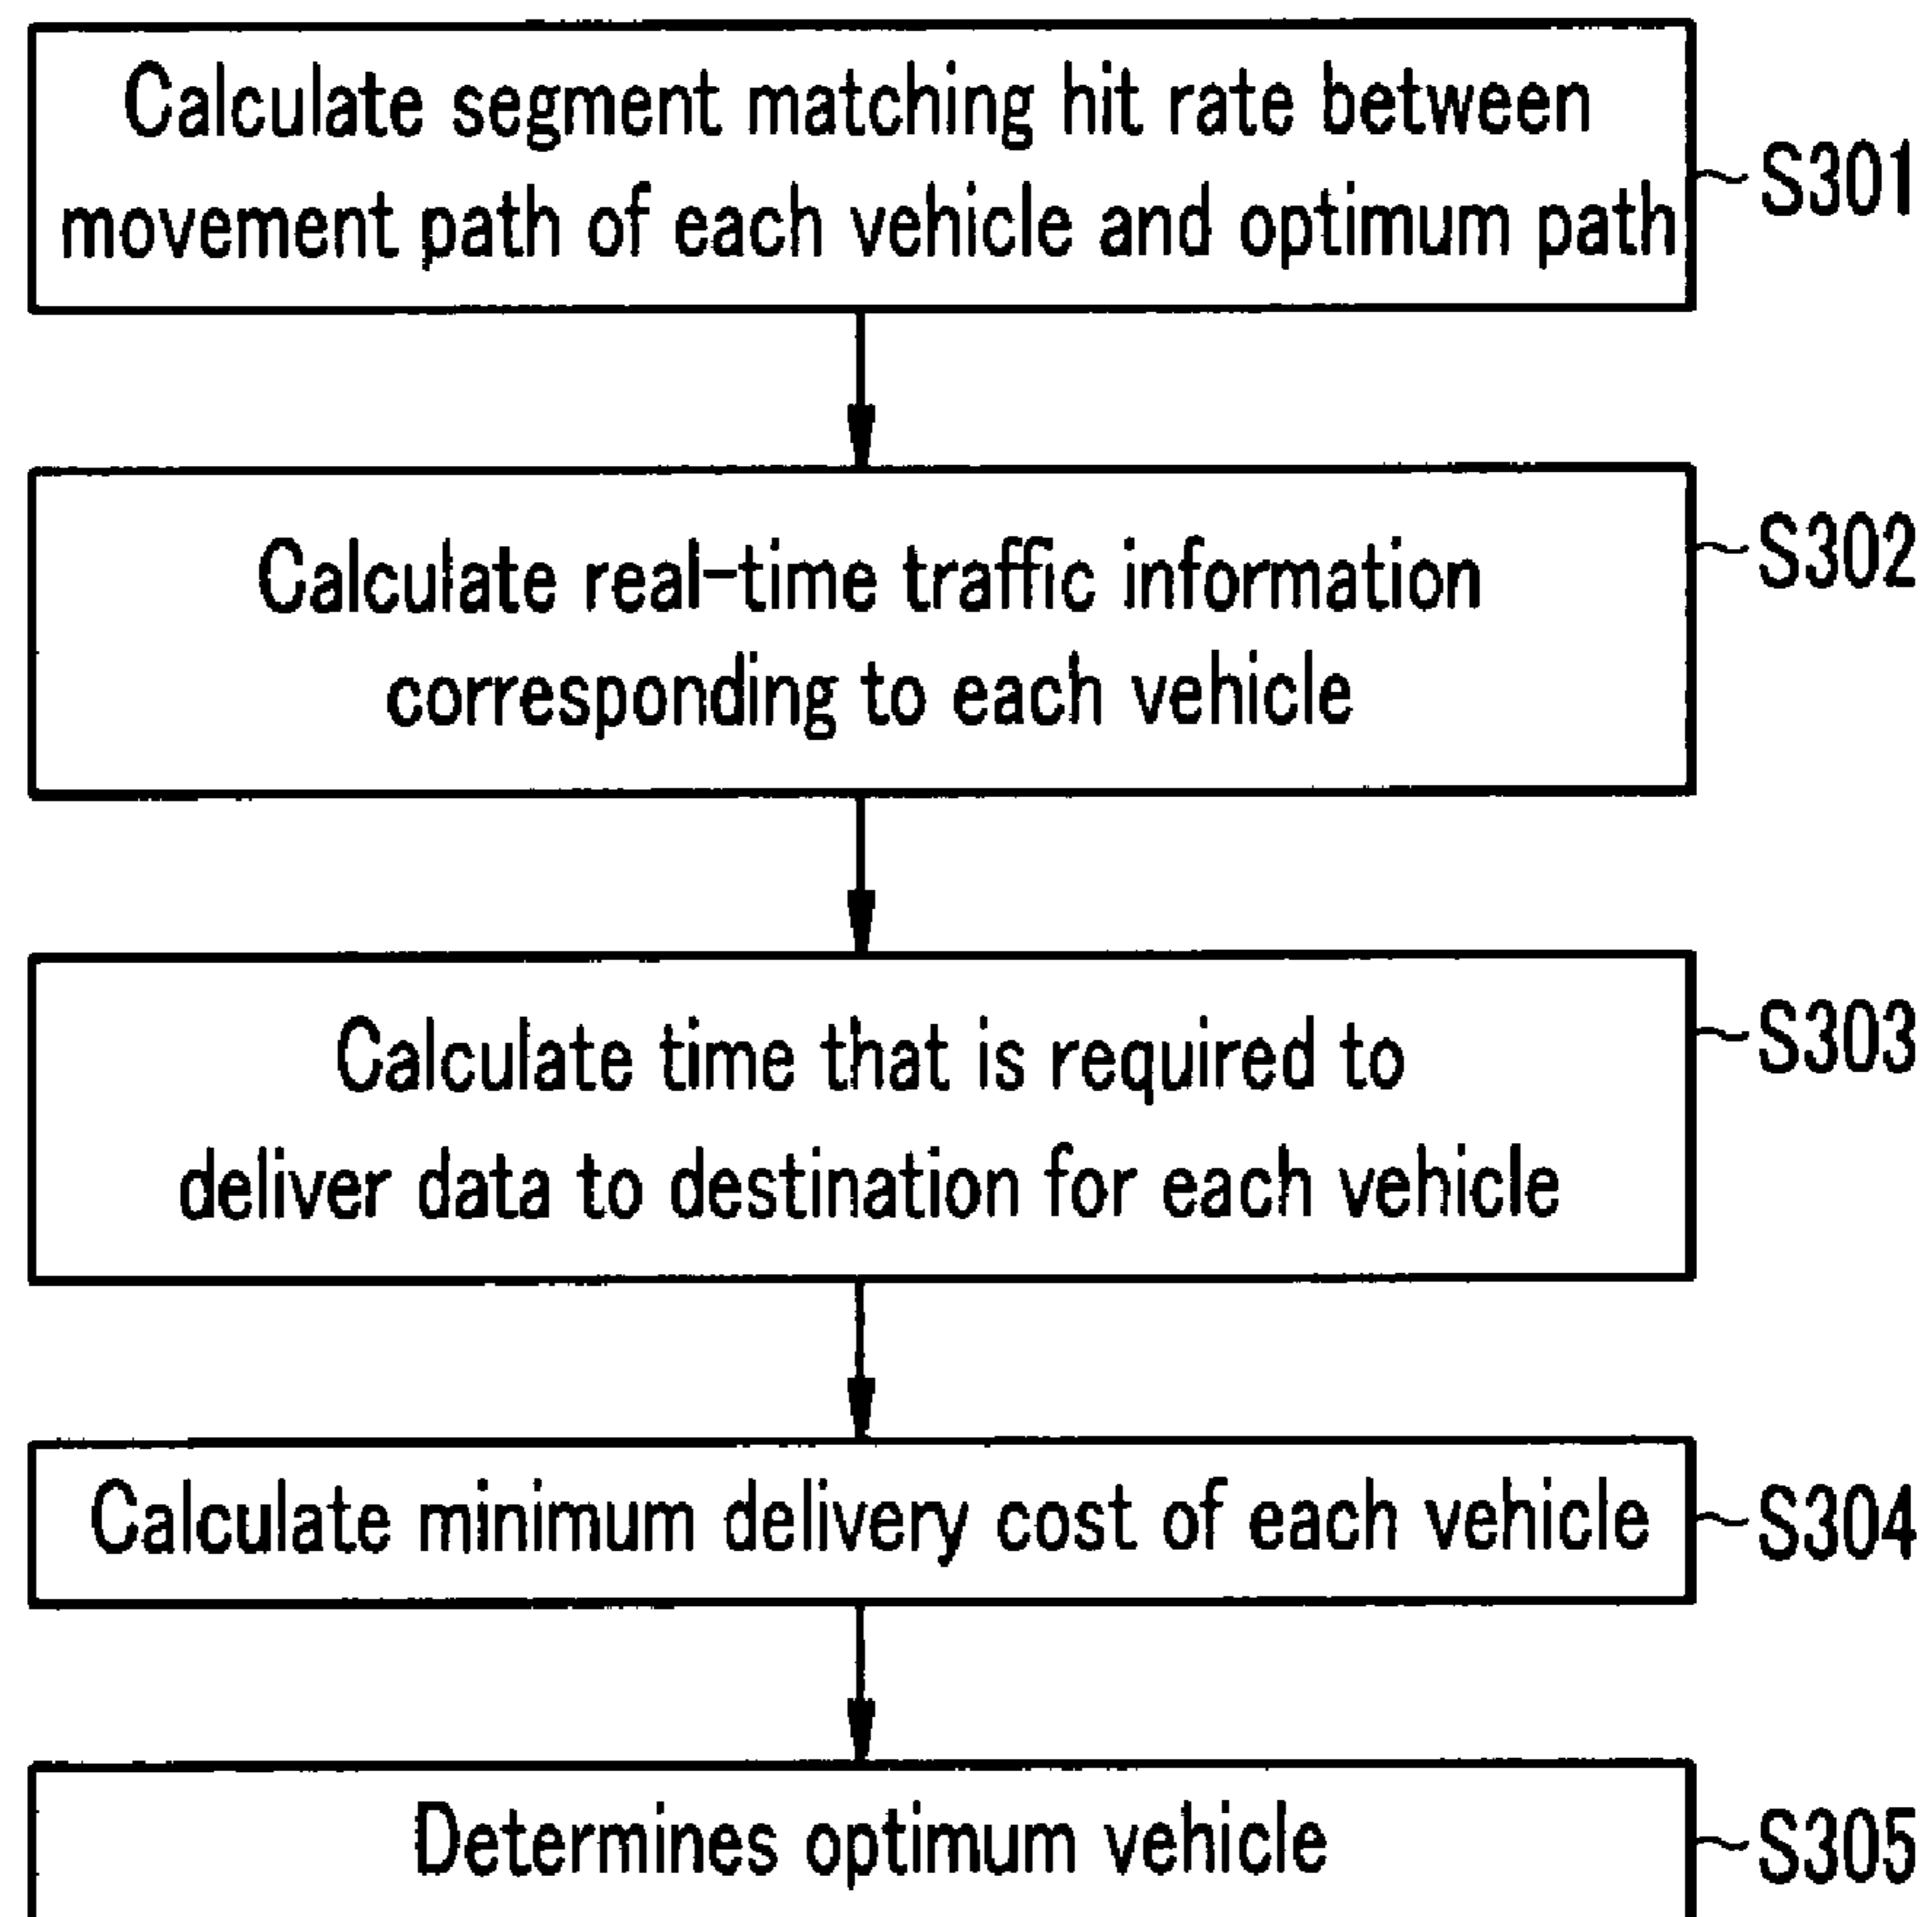 Calculate segment matching hit rate between
movement path of each vehicle and optimum path
S301
Calculate real-time traffic information
corresponding to each vehicle
S302
Calculate time that is required to
deliver data to destination for each vehicle
S303
Calculate minimum delivery cost of each vehicle
S304
Determines optimum vehicle
S305